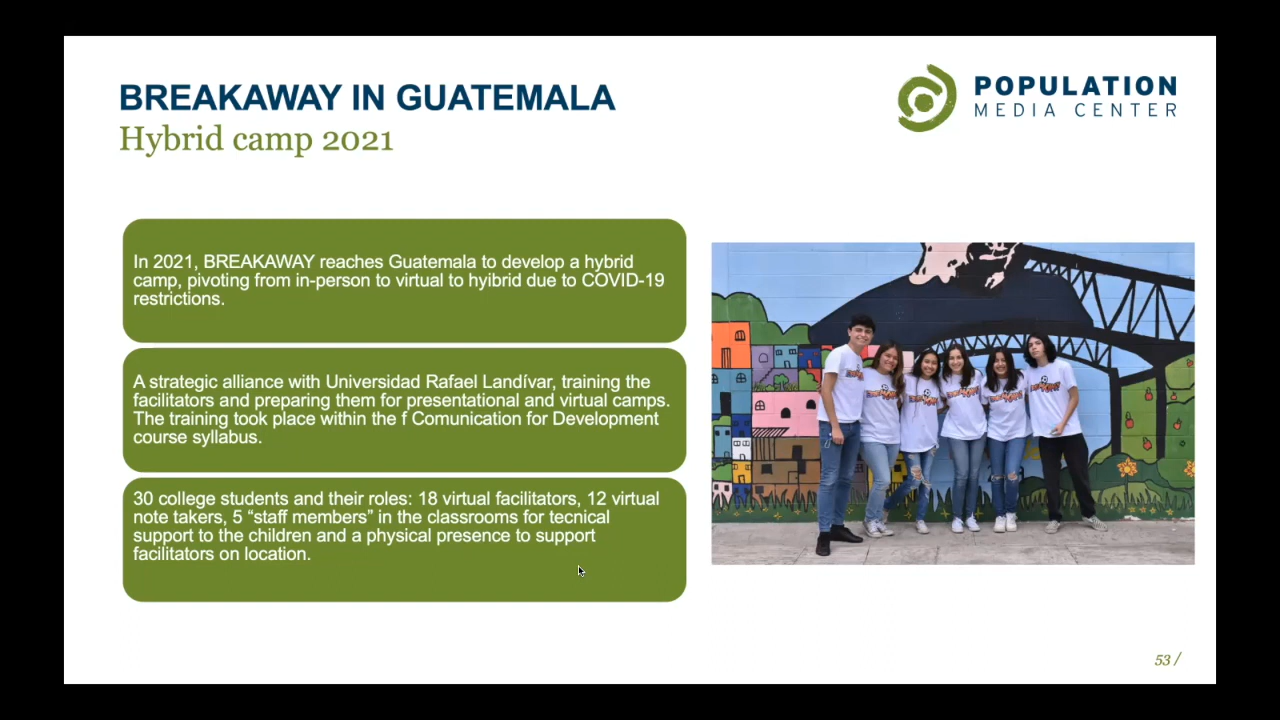 BREAKAWAY IN GUATEMALA
Hybrid camp 2021
POPULATION
MEDIA CENTER
In 2021, BREAKAWAY reaches Guatemala to develop a hybrid
camp, pivoting from in-person to virtual to hyibrid due to COVID-19
restrictions.
A strategic alliance with Universidad Rafael Landívar, training the
facilitators and preparing them for presentational and virtual camps.
The training took place within the f Comunication for Development
course syllabus.
30 college students and their roles: 18 virtual facilitators, 12 virtual
note takers, 5 “staff members” in the classrooms for tecnical
support to the children and a physical presence to support
facilitators on location.
53 /